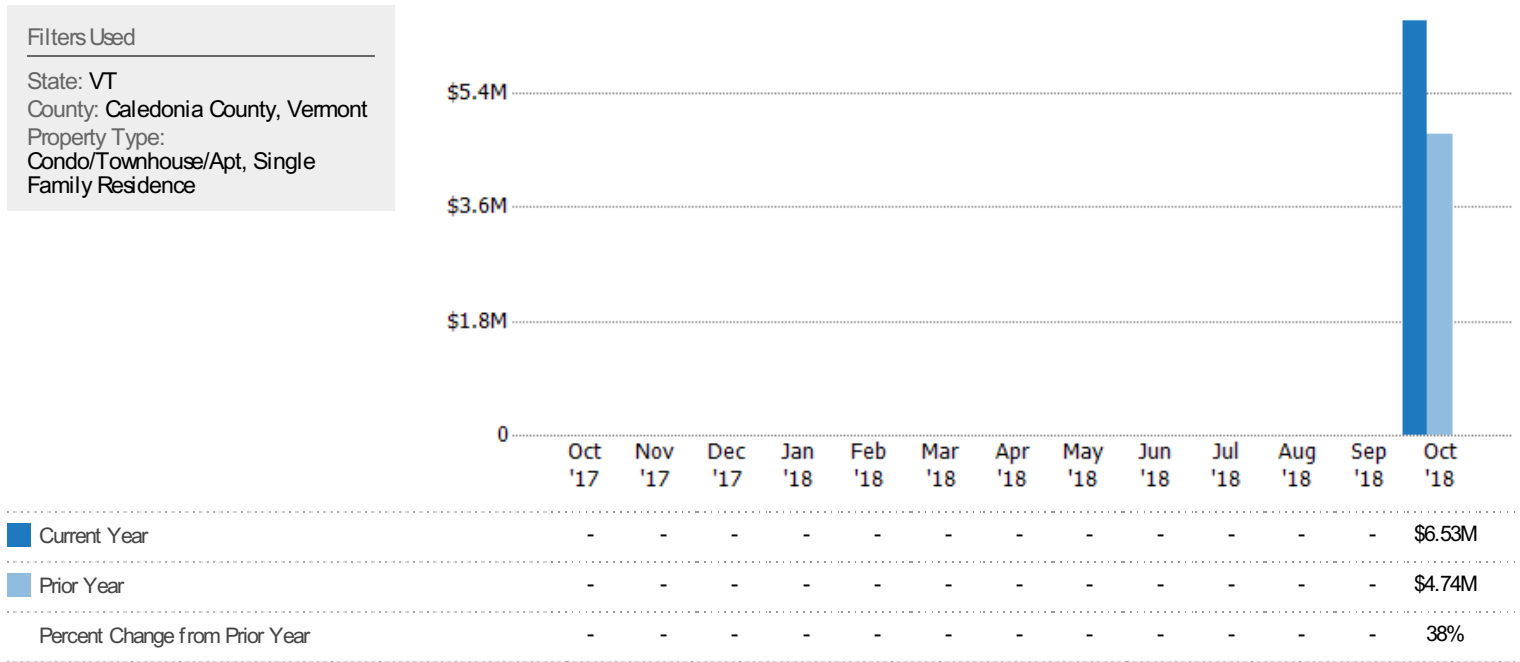 Filters Used
State: VT
County: Caledonia County, Vermont
Property Type:
Condo/Townhouse/Apt, Single
Family Residence
$5.4M
$3.6M
$1.8M
0
Oct Nov Dec Jan Feb Mar Apr May Jun Jul Aug Sep Oct
'17 '17 '17 '18 '18 '18 '18 '18 '18 '18 '18 '18 '18
Current Year - - - - - - - - - - - - $6.53M
Prior Year - - - - - - - - - - - - $4.74M
Percent Change from Prior Year - - - - - - - - - - - - 38%